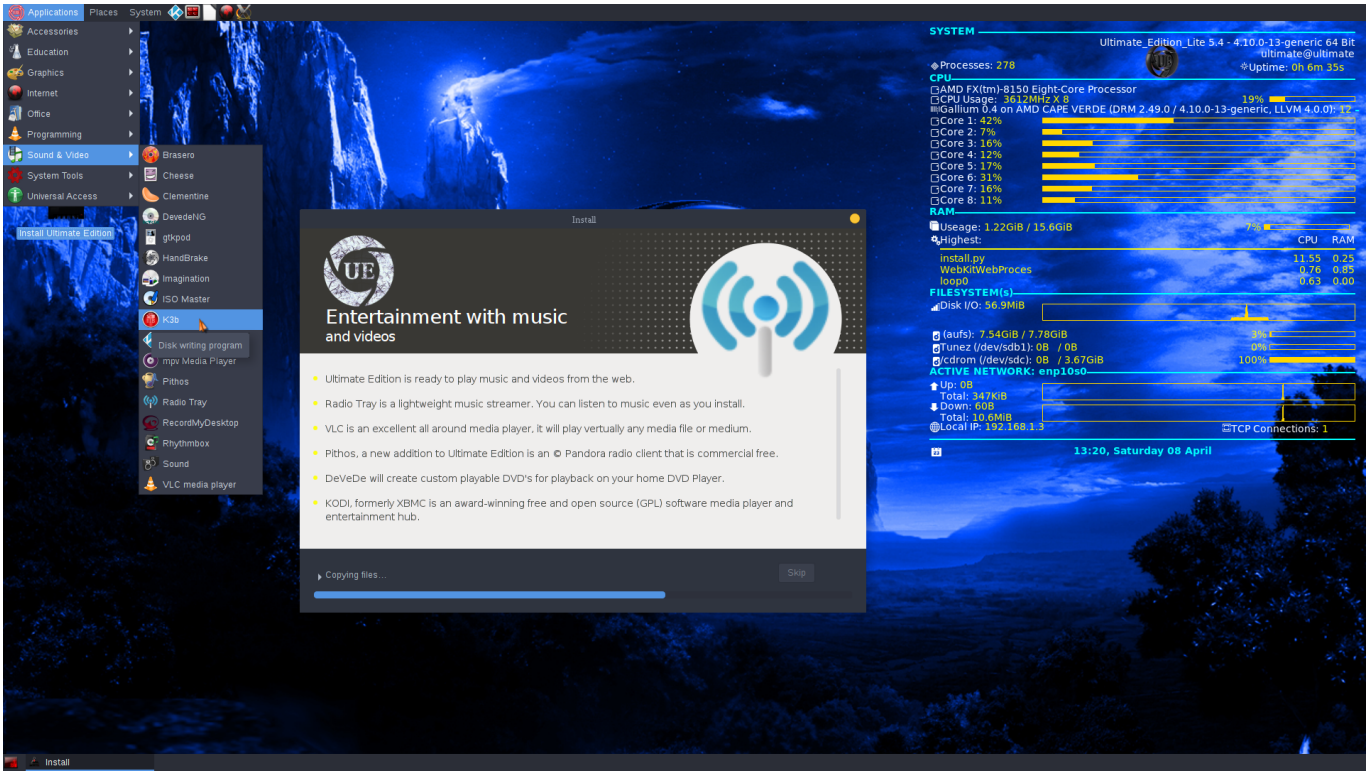 Applications Places System
Accessories
Education
Graphics
Internet
Office
Programming
Sound & Video
System Tools
Universal Access
Install Ultimate Edition
Brasero
Cheese
Clementine
DevedeNG
gtkpod
HandBrake
Imagination
ISO Master
K3b
Disk writing program
mpv Media Player
Pithos
Radio Tray
RecordMyDesktop
Rhythmbox
Sound
VLC media player
Install
UE
Entertainment with music
and videos
Ultimate Edition is ready to play music and videos from the web.
Radio Tray is a lightweight music streamer. You can listen to music even as you install.
VLC is an excellent all around media player, it will play vertually any media file or medium.
Pithos, a new addition to Ultimate Edition is an © Pandora radio client that is commercial free.
DeVeDe will create custom playable DVD's for playback on your home DVD Player.
KODI, formerly XBMC is an award-winning free and open source (GPL) software media player and
entertainment hub.
Copying files...
Skip
SYSTEM
Ultimate_Edition_Lite 5.4 - 4.10.0-13-generic 64 Bit
ultimate@ultimate
Processes: 278
Uptime: 0h 6m 35s
CPU
AMD FX(tm)-8150 Eight-Core Processor
CPU Usage: 3612MHz X 8 19%
Gallium 0.4 on AMD CAPE VERDE (DRM 2.49.0 / 4.10.0-13-generic, LLVM 4.0.0): 12 -
Core 1: 42%
Core 2: 7%
Core 3: 16%
Core 4: 12%
Core 5: 17%
Core 6: 31%
Core 7: 16%
Core 8: 11%
RAM
Useage: 1.22GiB / 15.6GiB 7%
Highest: CPU RAM
install.py 11.55 0.25
WebKitWebProces 0.76 0.85
loop0 0.63 0.00
FILESYSTEM(s)
Disk I/O: 56.9MiB
(aufs): 7.54GiB / 7.78GiB 3%
Tunez (/dev/sdb1): 0B / 0B 0%
/cdrom (/dev/sdc): 0B / 3.67GiB 100%
ACTIVE NETWORK: enp10s0
Up: 0B
Total: 347KiB
Down: 60B
Total: 10.6MiB
Local IP: 192.168.1.3 TCP Connections: 1
13:20, Saturday 08 April
Install